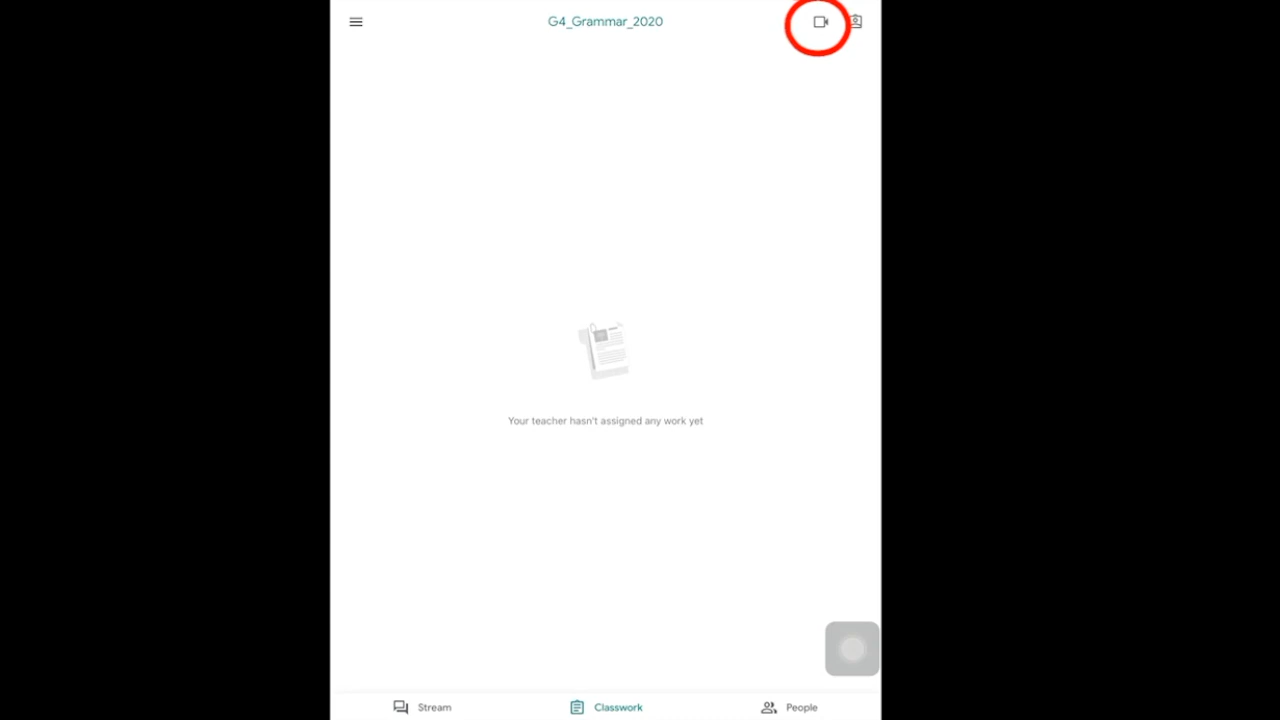 G4_Grammar_2020
Your teacher hasn't assigned any work yet
Stream
Classwork
People